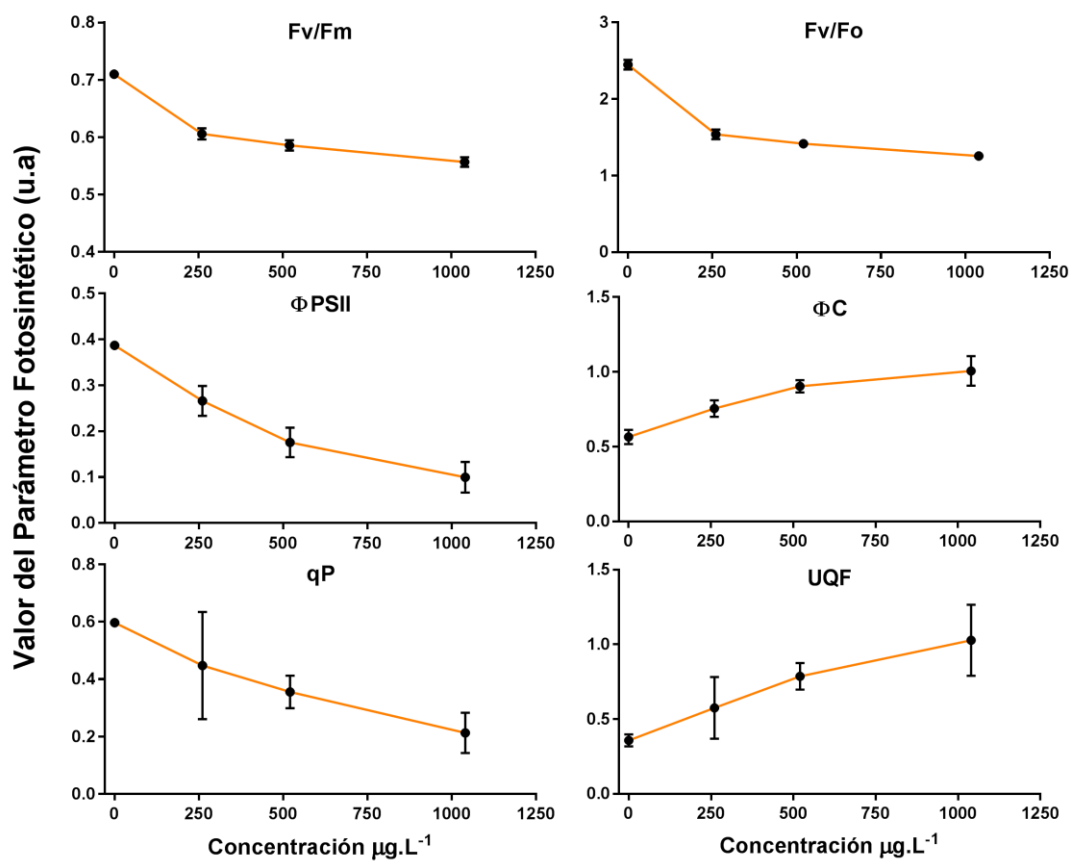 Valor del Parámetro Fotosintético (u.a)
Fv/Fm
0.8
0.7
0.6
0.5
0.4
0 250 500 750 1000 1250
Fv/Fo
3
2
1
0
0 250 500 750 1000 1250
ΦPSII
0.5
0.4
0.3
0.2
0.1
0.0
0 250 500 750 1000 1250
ΦC
1.5
1.0
0.5
0.0
0 250 500 750 1000 1250
qP
0.8
0.6
0.4
0.2
0.0
0 250 500 750 1000 1250
Concentración μg.L⁻¹
UQF
1.5
1.0
0.5
0.0
0 250 500 750 1000 1250
Concentración μg.L⁻¹